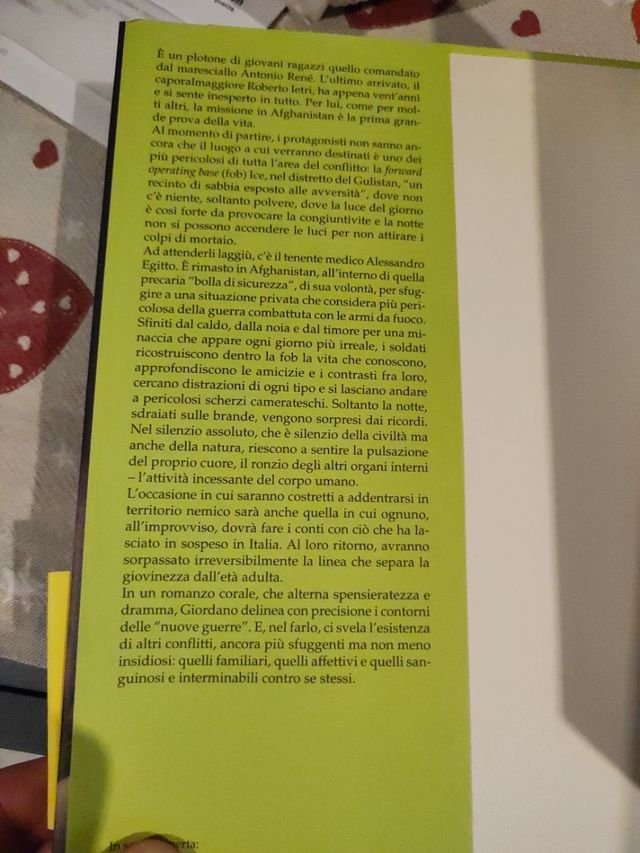 È un plotone di giovani ragazzi quello comandato
dal maresciallo Antonio René. L'ultimo arrivato, il
caporalmaggiore Roberto Ietri, ha appena vent'anni
e si sente inesperto in tutto. Per lui, come per mol-
ti altri, la missione in Afghanistan è la prima gran-
de prova della vita.
Al momento di partire, i protagonisti non sanno an-
cora che il luogo a cui verranno destinati è uno dei
più pericolosi di tutta l'area del conflitto: la forward
operating base (fob) Ice, nel distretto del Gulistan, "un
recinto di sabbia esposto alle avversità", dove non
c'è niente, soltanto polvere, dove la luce del giorno
è così forte da provocare la congiuntivite e la notte
non si possono accendere le luci per non attirare i
colpi di mortaio.
Ad attenderli laggiù, c'è il tenente medico Alessandro
Egitto. È rimasto in Afghanistan, all'interno di quella
precaria "bolla di sicurezza", di sua volontà, per sfug-
gire a una situazione privata che considera più peri-
colosa della guerra combattuta con le armi da fuoco.
Sfiniti dal caldo, dalla noia e dal timore per una mi-
naccia che appare ogni giorno più irreale, i soldati
ricostruiscono dentro la fob la vita che conoscono,
approfondiscono le amicizie e i contrasti fra loro,
cercano distrazioni di ogni tipo e si lasciano andare
a pericolosi scherzi camerateschi. Soltanto la notte,
sdraiati sulle brande, vengono sorpresi dai ricordi.
Nel silenzio assoluto, che è silenzio della civiltà ma
anche della natura, riescono a sentire la pulsazione
del proprio cuore, il ronzio degli altri organi interni
– l'attività incessante del corpo umano.
L'occasione in cui saranno costretti a addentrarsi in
territorio nemico sarà anche quella in cui ognuno,
all'improvviso, dovrà fare i conti con ciò che ha la-
sciato in sospeso in Italia. Al loro ritorno, avranno
sorpassato irreversibilmente la linea che separa la
giovinezza dall'età adulta.
In un romanzo corale, che alterna spensieratezza e
dramma, Giordano delinea con precisione i contorni
delle "nuove guerre". E, nel farlo, ci svela l'esistenza
di altri conflitti, ancora più sfuggenti ma non meno
insidiosi: quelli familiari, quelli affettivi e quelli san-
guinosi e interminabili contro se stessi.
In